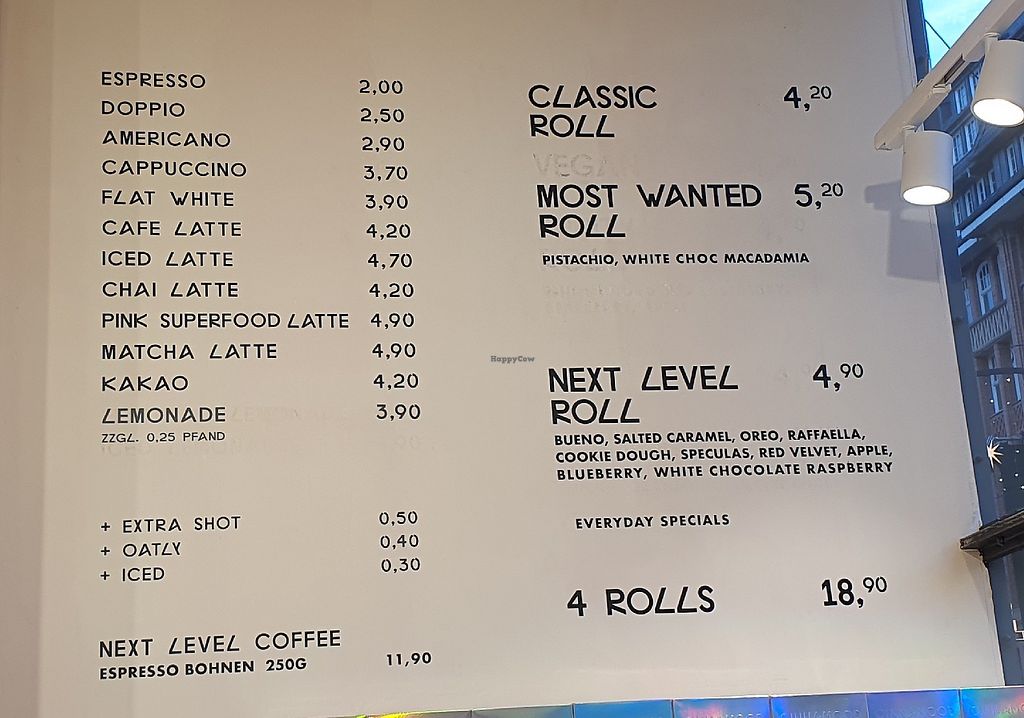 ESPRESSO 2,00
DOPPIO 2,50
AMERICANO 2,90
CAPPUCCINO 3,70
FLAT WHITE 3,90
CAFE LATTE 4,20
ICED LATTE 4,70
CHAI LATTE 4,20
PINK SUPERFOOD LATTE 4,90
MATCHA LATTE 4,90
KAKAO 4,20
LEMONADE 3,90
ZZGL. 0,25 PFAND
+ EXTRA SHOT 0,50
+ OATLY 0,40
+ ICED 0,30
NEXT LEVEL COFFEE
ESPRESSO BOHNEN 250G 11,90
CLASSIC 4,20
ROLL
VEGAN
MOST WANTED 5,20
ROLL
PISTACHIO, WHITE CHOC MACADAMIA
HappyCow
NEXT LEVEL 4,90
ROLL
BUENO, SALTED CARAMEL, OREO, RAFFAELLA,
COOKIE DOUGH, SPECULAS, RED VELVET, APPLE,
BLUEBERRY, WHITE CHOCOLATE RASPBERRY
EVERYDAY SPECIALS
4 ROLLS 18,90